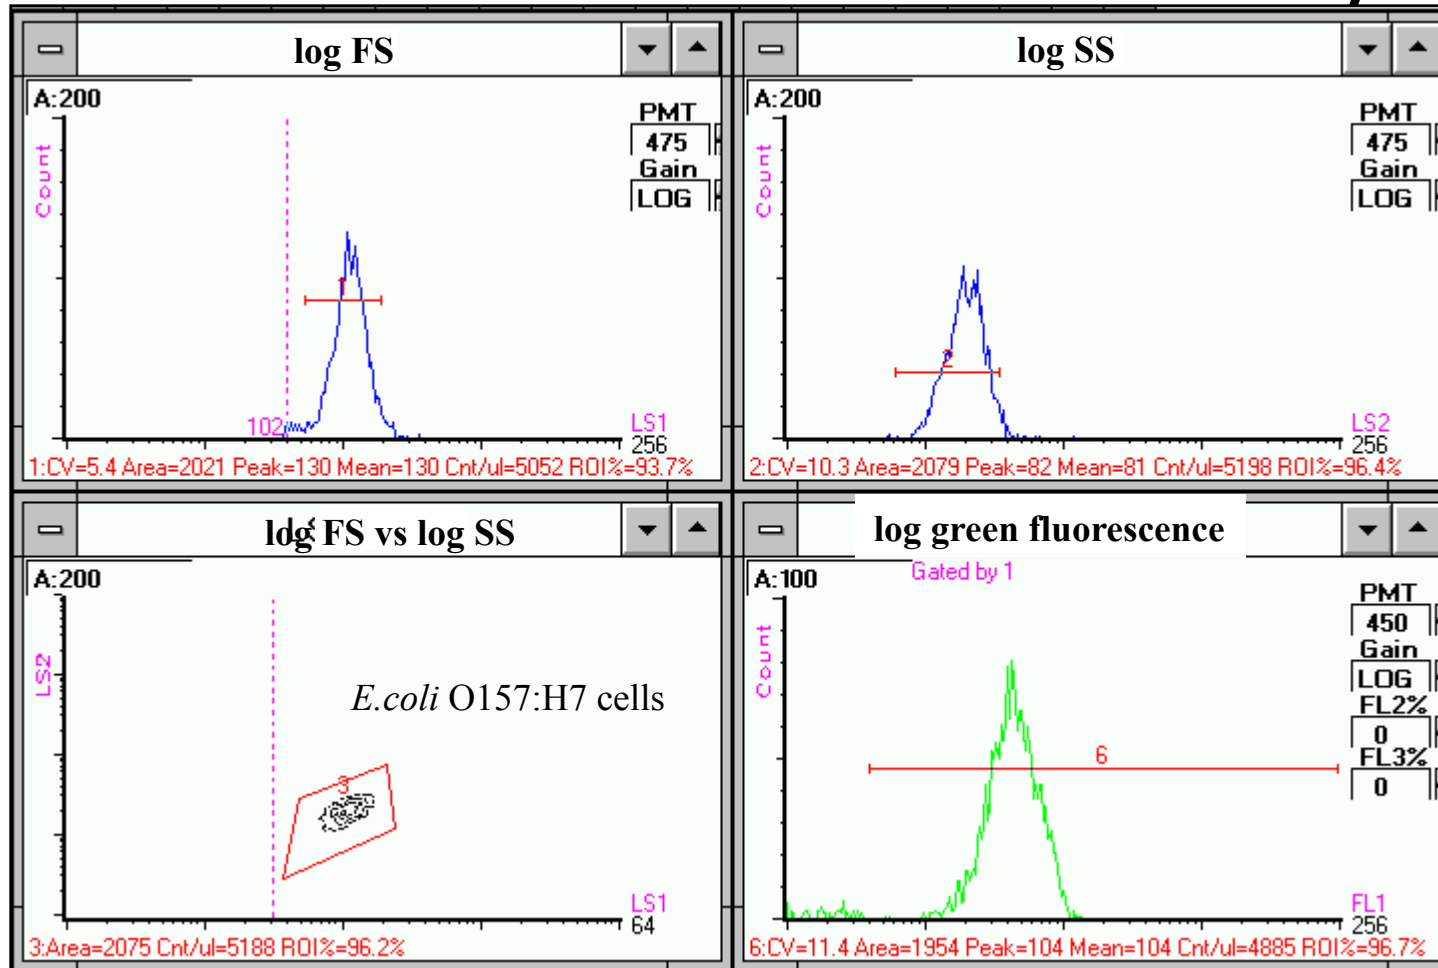 log FS
A:200
PMT
475
Gain
LOG
Count
1
102
LS1
256
1:CV=5.4 Area=2021 Peak=130 Mean=130 Cnt/ul=5052 ROI%=93.7%
log SS
A:200
PMT
475
Gain
LOG
Count
2
LS2
256
2:CV=10.3 Area=2079 Peak=82 Mean=81 Cnt/ul=5198 ROI%=96.4%
log FS vs log SS
A:200
LS2
E.coli O157:H7 cells
3
LS1
64
3:Area=2075 Cnt/ul=5188 ROI%=96.2%
log green fluorescence
Gated by 1
A:100
PMT
450
Gain
LOG
FL2%
0
FL3%
0
Count
6
FL1
256
6:CV=11.4 Area=1954 Peak=104 Mean=104 Cnt/ul=4885 ROI%=96.7%